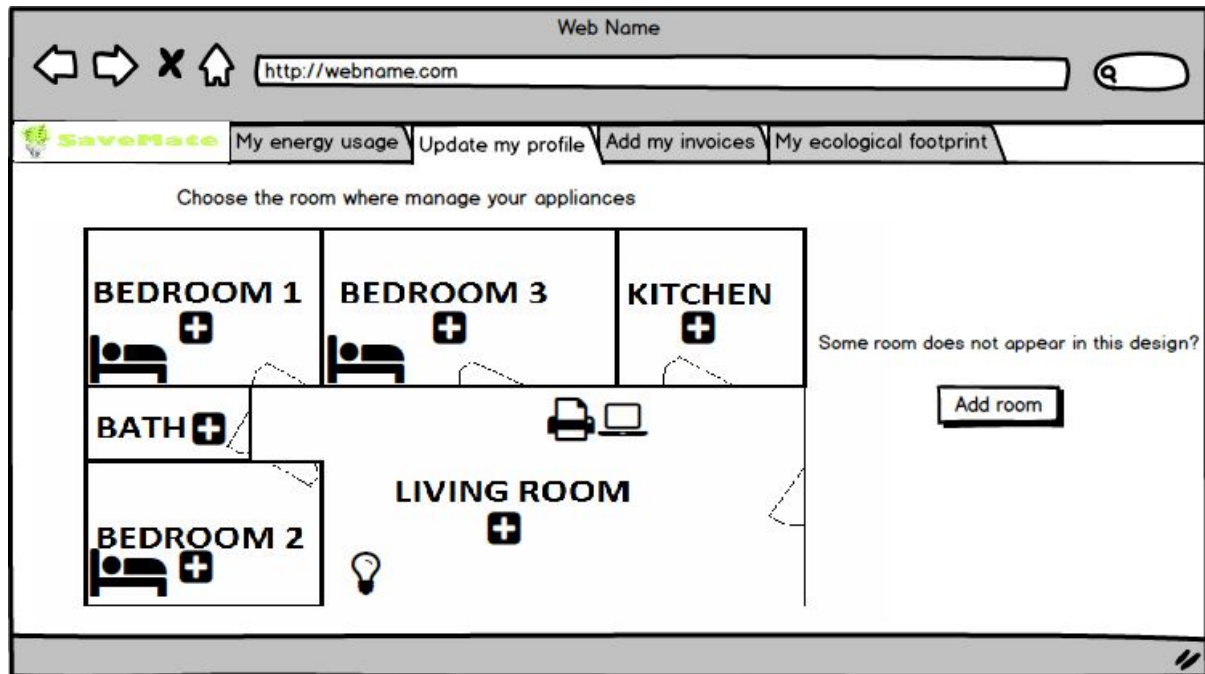 Web Name
http://webname.com
SaveMate My energy usage Update my profile Add my invoices My ecological footprint
Choose the room where manage your appliances
BEDROOM 1 BEDROOM 3 KITCHEN
Some room does not appear in this design?
Add room
BATH
LIVING ROOM
BEDROOM 2